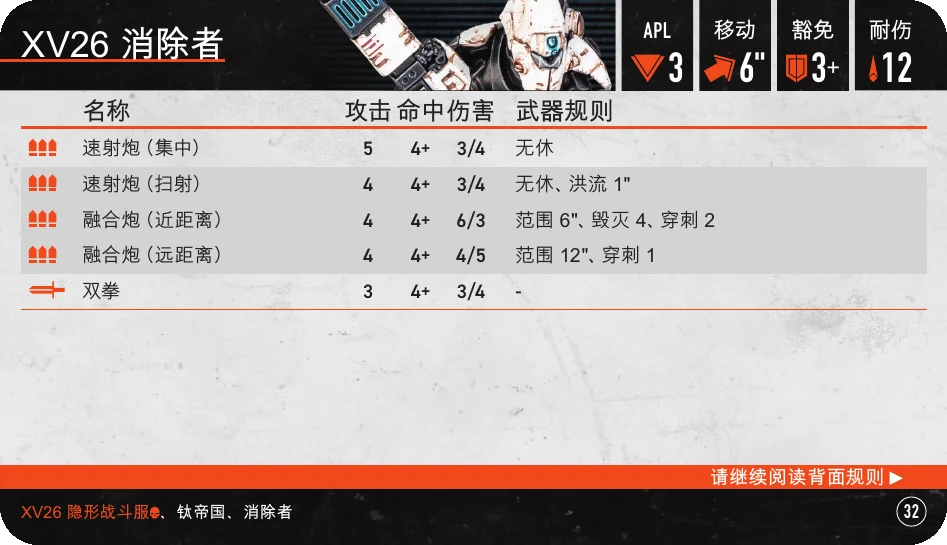 XV26 消除者
APL 移动 豁免 耐伤
3 6" 3+ 12
名称 攻击 命中 伤害 武器规则
速射炮（集中） 5 4+ 3/4 无休
速射炮（扫射） 4 4+ 3/4 无休、洪流 1"
融合炮（近距离） 4 4+ 6/3 范围 6"、毁灭 4、穿刺 2
融合炮（远距离） 4 4+ 4/5 范围 12"、穿刺 1
双拳 3 4+ 3/4 -
请继续阅读背面规则 ▶
XV26 隐形战斗服、钛帝国、消除者 32